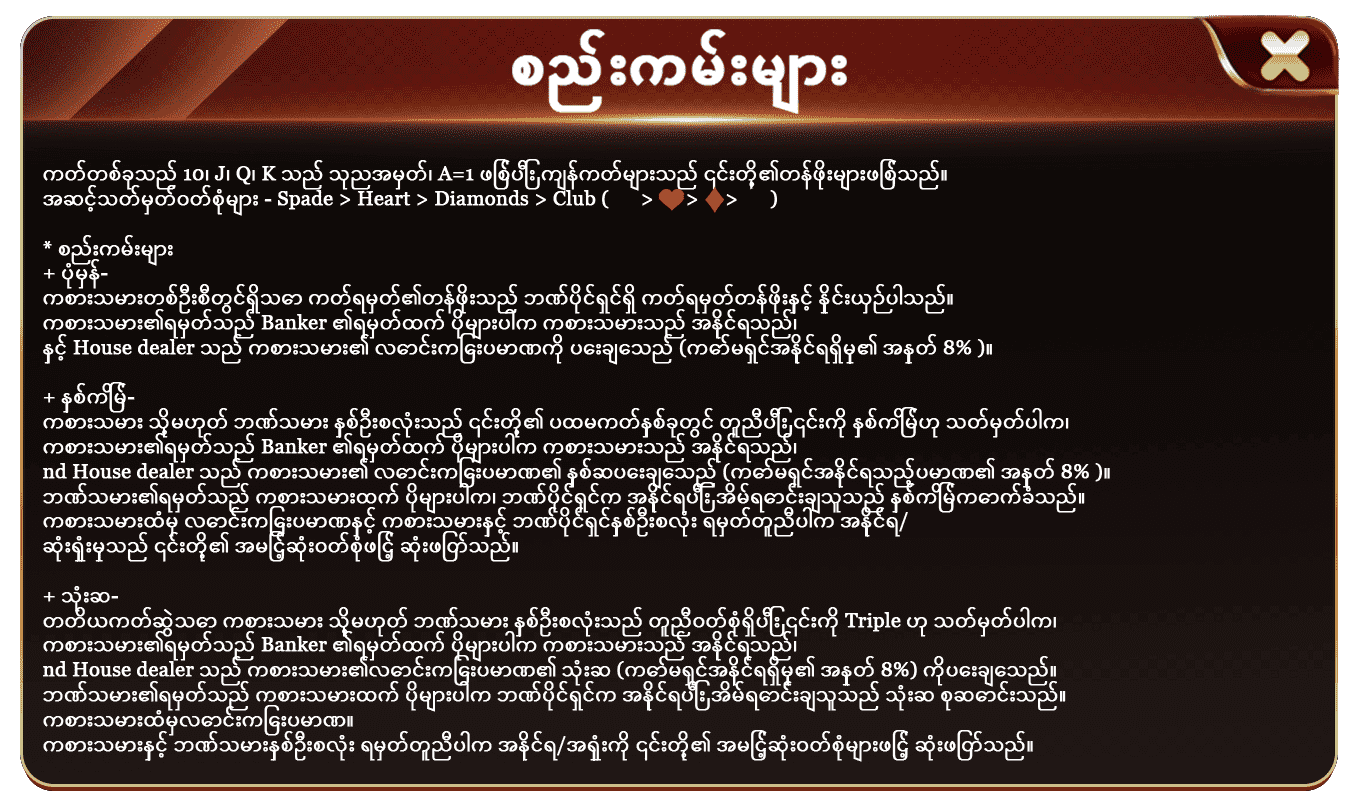 စည်းကမ်းများ
ကတ်တစ်ခုသည် 10၊ J၊ Q၊ K သည် သုညအမှတ်၊ A=1 ဖြစ်ပြီး ကျန်ကတ်များသည် ၎င်းတို့၏တန်ဖိုးများဖြစ်သည်။
အဆင့်သတ်မှတ်ဝတ်စုံများ - Spade > Heart > Diamonds > Club ( > ♥ > ♦ > )
* စည်းကမ်းများ
+ ပုံမှန်-
ကစားသမားတစ်ဦးစီတွင်ရှိသော ကတ်ရမှတ်၏တန်ဖိုးသည် ဘဏ်ပိုင်ရှင်ရှိ ကတ်ရမှတ်တန်ဖိုးနှင့် နှိုင်းယှဉ်ပါသည်။
ကစားသမား၏ရမှတ်သည် Banker ၏ရမှတ်ထက် ပိုများပါက ကစားသမားသည် အနိုင်ရသည်၊
နှင့် House dealer သည် ကစားသမား၏ လောင်းကြေးပမာဏကို ပေးချေသည် (ကော်မရှင်အနိုင်ရရှိမှု၏ အနုတ် 8% )။
+ နှစ်ကြိမ်-
ကစားသမား သို့မဟုတ် ဘဏ်သမား နှစ်ဦးစလုံးသည် ၎င်းတို့၏ ပထမကတ်နှစ်ခုတွင် တူညီပြီး ၎င်းကို နှစ်ကြိမ်ဟု သတ်မှတ်ပါက၊
ကစားသမား၏ရမှတ်သည် Banker ၏ရမှတ်ထက် ပိုများပါက ကစားသမားသည် အနိုင်ရသည်၊
nd House dealer သည် ကစားသမား၏ လောင်းကြေးပမာဏ၏ နှစ်ဆပေးချေသည် (ကော်မရှင်အနိုင်ရသည့်ပမာဏ၏ အနုတ် 8% )။
ဘဏ်သမား၏ရမှတ်သည် ကစားသမားထက် ပိုများပါက၊ ဘဏ်ပိုင်ရှင်က အနိုင်ရပြီး အိမ်ရောင်းချသူသည် နှစ်ကြိမ်ကောက်ခံသည်။
ကစားသမားထံမှ လောင်းကြေးပမာဏနှင့် ကစားသမားနှင့် ဘဏ်ပိုင်ရှင်နှစ်ဦးစလုံး ရမှတ်တူညီပါက အနိုင်ရ/
ဆုံးရှုံးမှုသည် ၎င်းတို့၏ အမြင့်ဆုံးဝတ်စုံဖြင့် ဆုံးဖြတ်သည်။
+ သုံးဆ-
တတိယကတ်ဆွဲသော ကစားသမား သို့မဟုတ် ဘဏ်သမား နှစ်ဦးစလုံးသည် တူညီဝတ်စုံရှိပြီး ၎င်းကို Triple ဟု သတ်မှတ်ပါက၊
ကစားသမား၏ရမှတ်သည် Banker ၏ရမှတ်ထက် ပိုများပါက ကစားသမားသည် အနိုင်ရသည်၊
nd House dealer သည် ကစားသမား၏လောင်းကြေးပမာဏ၏ သုံးဆ (ကော်မရှင်အနိုင်ရရှိမှု၏ အနုတ် 8%) ကိုပေးချေသည်။
ဘဏ်သမား၏ရမှတ်သည် ကစားသမားထက် ပိုများပါက ဘဏ်ပိုင်ရှင်က အနိုင်ရပြီး အိမ်ရောင်းချသူသည် သုံးဆ စုဆောင်းသည်။
ကစားသမားထံမှလောင်းကြေးပမာဏ။
ကစားသမားနှင့် ဘဏ်သမားနှစ်ဦးစလုံး ရမှတ်တူညီပါက အနိုင်ရ/အရှုံးကို ၎င်းတို့၏ အမြင့်ဆုံးဝတ်စုံများဖြင့် ဆုံးဖြတ်သည်။